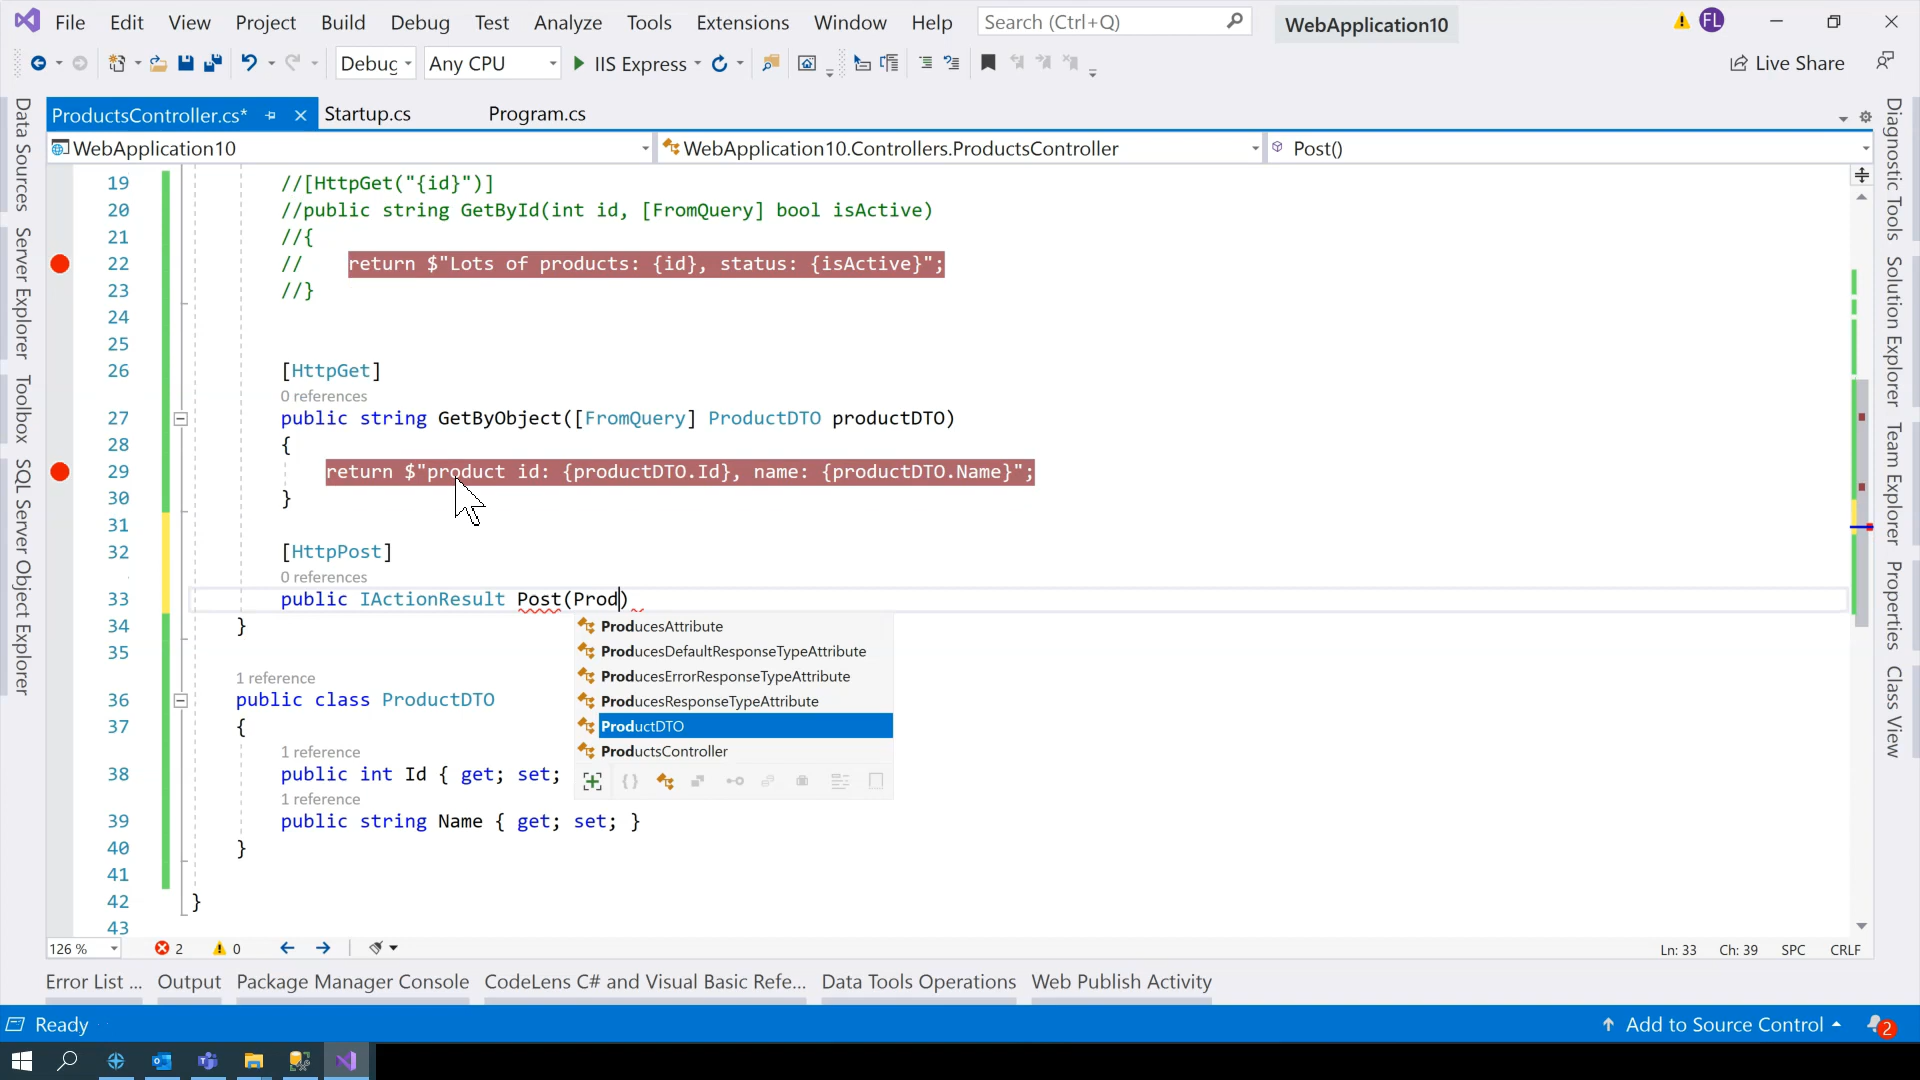 File Edit View Project Build Debug Test Analyze Tools Extensions Window Help Search (Ctrl+Q) WebApplication10 FL
Debug Any CPU IIS Express Live Share
ProductsController.cs* Startup.cs Program.cs
WebApplication10 WebApplication10.Controllers.ProductsController Post()
Data Sources
Server Explorer
Toolbox
SQL Server Object Explorer
19 //[HttpGet("{id}")]
20 //public string GetById(int id, [FromQuery] bool isActive)
21 //{
22 // return $"Lots of products: {id}, status: {isActive}";
23 //}
24
25
26 [HttpGet]
0 references
27 public string GetByObject([FromQuery] ProductDTO productDTO)
28 {
29 return $"product id: {productDTO.Id}, name: {productDTO.Name}";
30 }
31
32 [HttpPost]
0 references
33 public IActionResult Post(Prod)
34 }
35
1 reference
36 public class ProductDTO
37 {
1 reference
38 public int Id { get; set;
1 reference
39 public string Name { get; set; }
40 }
41
42 }
43
ProducesAttribute
ProducesDefaultResponseTypeAttribute
ProducesErrorResponseTypeAttribute
ProducesResponseTypeAttribute
ProductDTO
ProductsController
Diagnostic Tools
Solution Explorer
Team Explorer
Properties
Class View
126 % 2 0 Ln: 33 Ch: 39 SPC CRLF
Error List ... Output Package Manager Console CodeLens C# and Visual Basic Refe... Data Tools Operations Web Publish Activity
Ready Add to Source Control 2